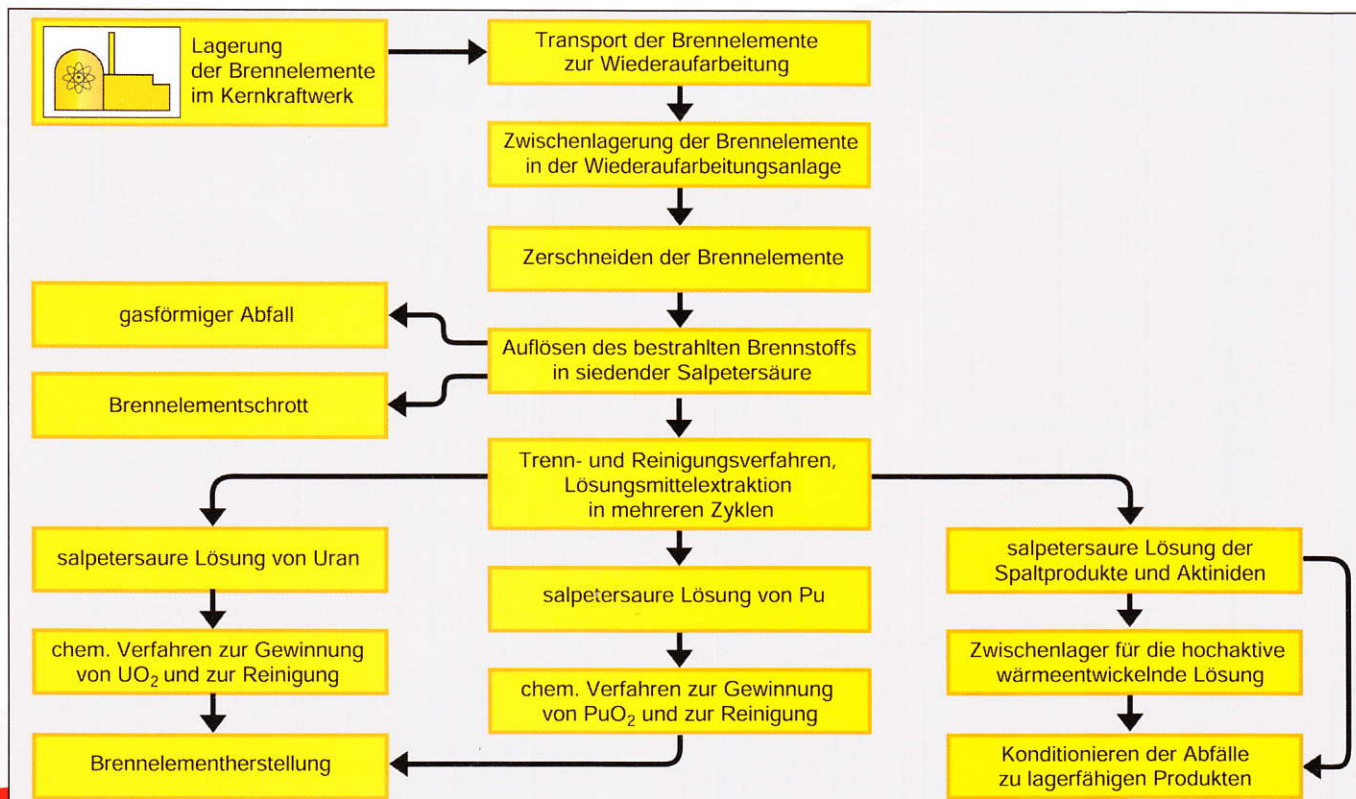 Lagerung
der Brennelemente
im Kernkraftwerk
Transport der Brennelemente
zur Wiederaufarbeitung
Zwischenlagerung der Brennelemente
in der Wiederaufarbeitungsanlage
Zerschneiden der Brennelemente
gasförmiger Abfall
Auflösen des bestrahlten Brennstoffs
in siedender Salpetersäure
Brennelementschrott
Trenn- und Reinigungsverfahren,
Lösungsmittelextraktion
in mehreren Zyklen
salpetersaure Lösung von Uran
chem. Verfahren zur Gewinnung
von UO₂ und zur Reinigung
salpetersaure Lösung von Pu
chem. Verfahren zur Gewinnung
von PuO₂ und zur Reinigung
Brennelementherstellung
salpetersaure Lösung der
Spaltprodukte und Aktiniden
Zwischenlager für die hochaktive
wärmeentwickelnde Lösung
Konditionieren der Abfälle
zu lagerfähigen Produkten